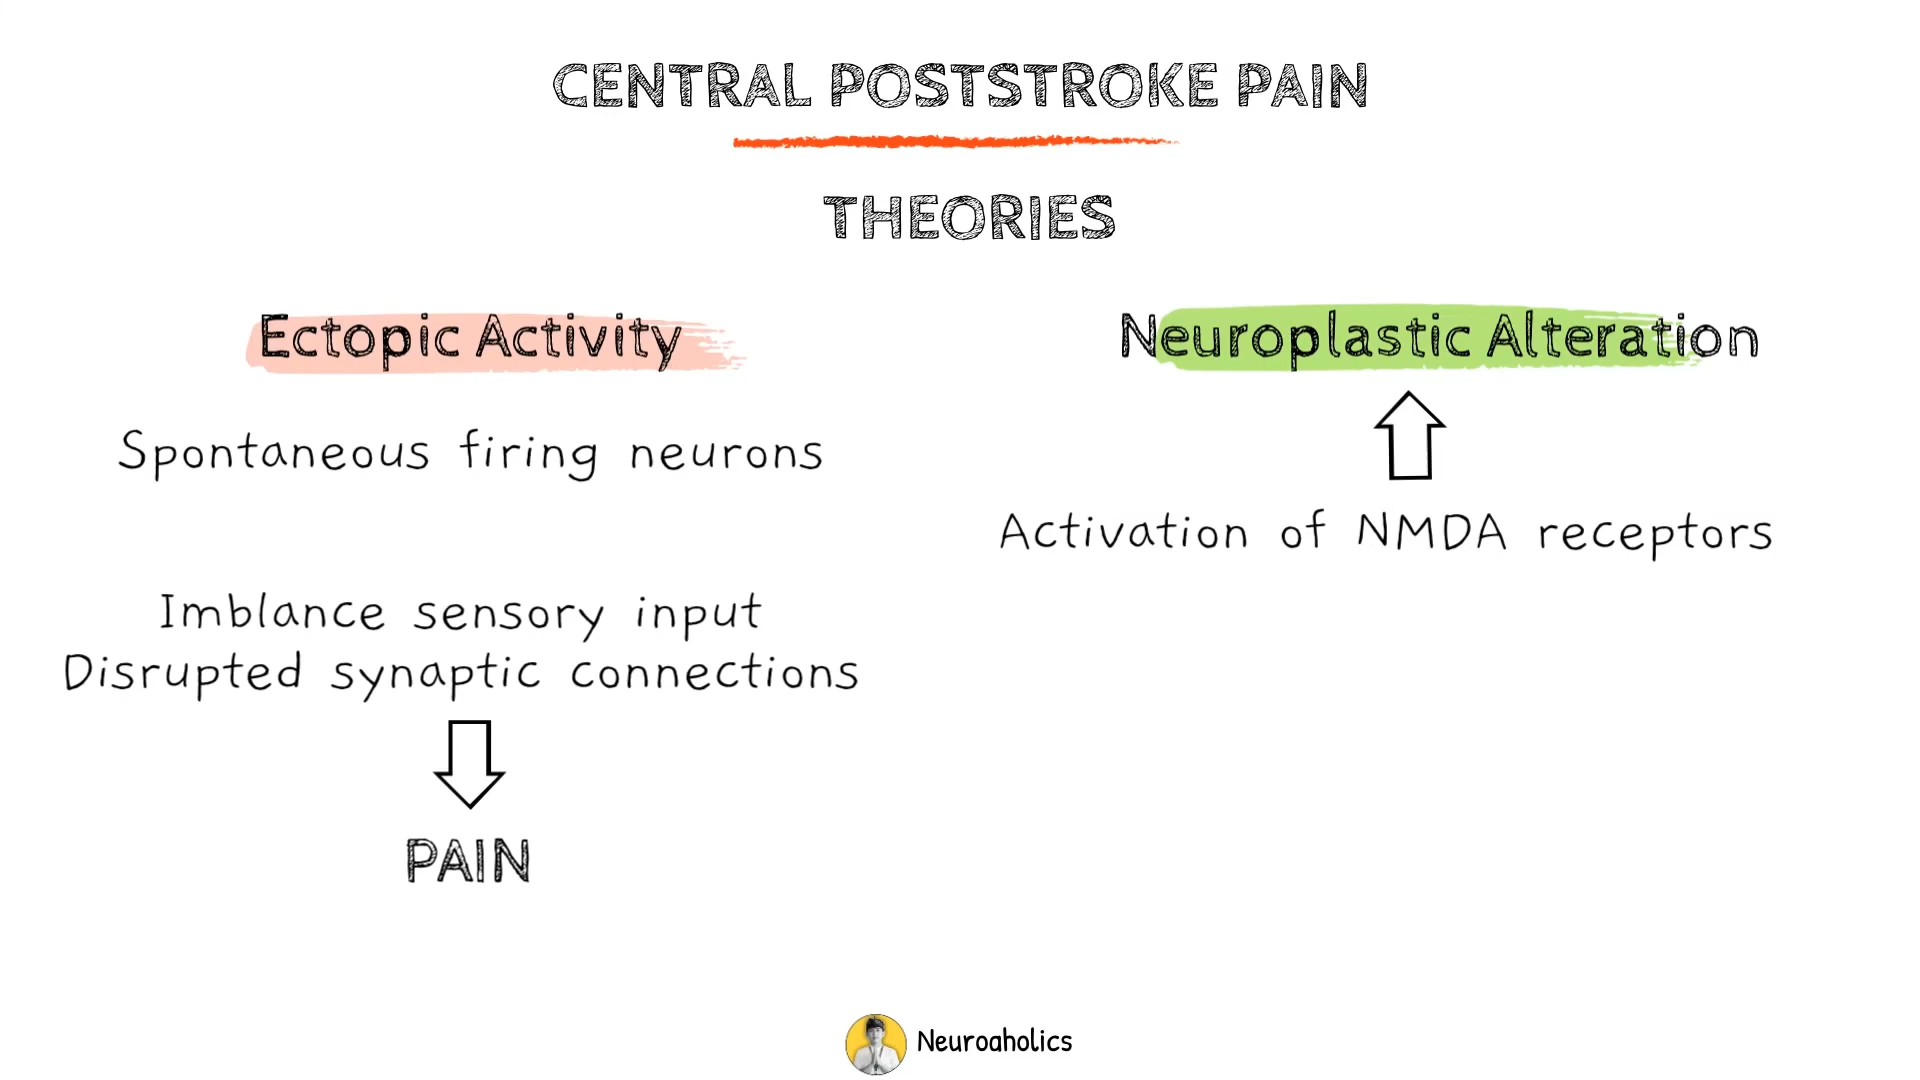 CENTRAL POSTSTROKE PAIN
THEORIES
Ectopic Activity
Spontaneous firing neurons
Imblance sensory input
Disrupted synaptic connections
PAIN
Neuroplastic Alteration
Activation of NMDA receptors
Neuroaholics